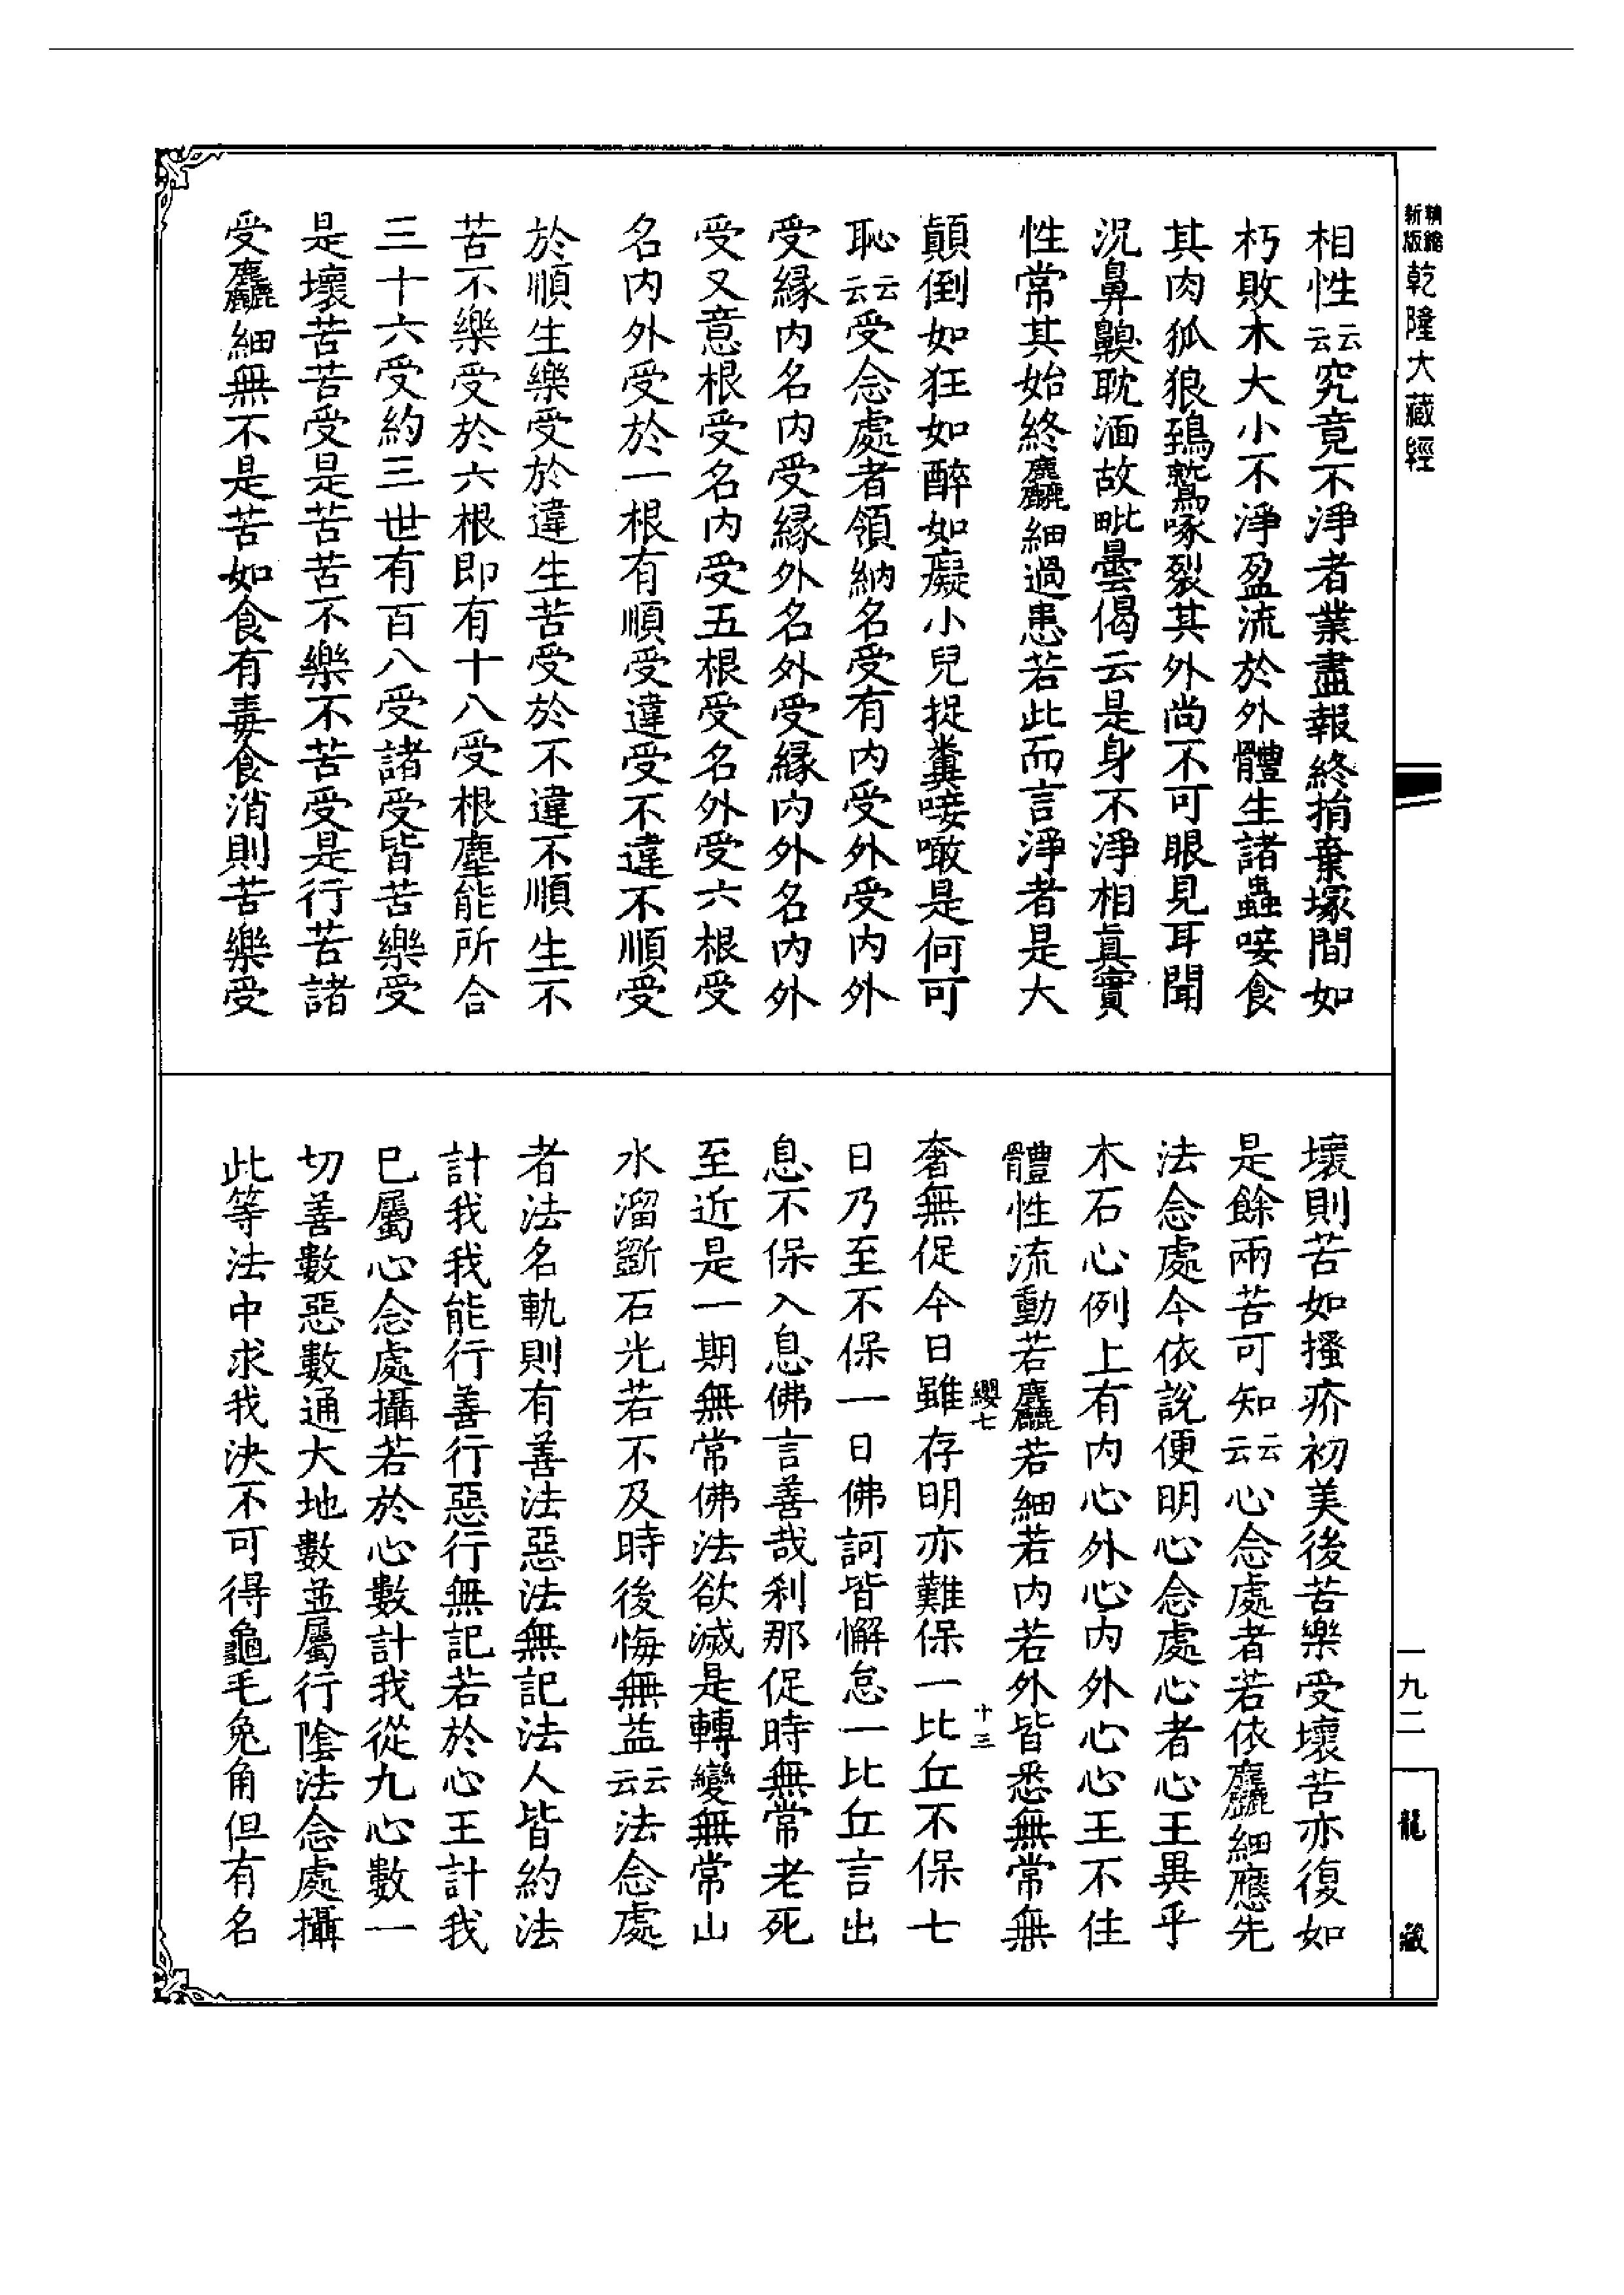 新版 精縮 乾隆大藏經
相性云云究竟不淨者業盡報終捐棄塚間如
朽敗木大小不淨盈流於外體生諸蟲唼食
其肉狐狼鵄鷲啄裂其外尚不可眼見耳聞
況鼻齅耽湎故毗曇偈云是身不淨相真實
性常其始終麤細過患若此而言淨者是大
顛倒如狂如醉如癡小兒捉糞唼噉是何可
恥云云受念處者領納名受有內受外受內外
受緣內名內受緣外名外受緣內外名內外
受又意根受名內受五根受名外受六根受
名內外受於一根有順受違受不違不順受
於順生樂受於違生苦受於不違不順生不
苦不樂受於六根即有十八受根塵能所合
三十六受約三世有百八受諸受皆苦樂受
是壞苦苦受是苦苦不樂不苦受是行苦諸
受麤細無不是苦如食有毒食消則苦樂受
壞則苦如搔疥初美後苦樂受壞苦亦復如
是餘兩苦可知云云心念處者若依麤細應先
法念處今依說便明心念處心者心王異乎
木石心例上有內心外心內外心心王不住
體性流動若麤若細若內若外皆悉無常無
纓七 十三
奢無促今日雖存明亦難保一比丘不保七
日乃至不保一日佛訶皆懈怠一比丘言出
息不保入息佛言善哉剎那促時無常老死
至近是一期無常佛法欲滅是轉變無常山
水溜斷石光若不及時後悔無益云云法念處
者法名軌則有善法惡法無記法人皆約法
計我我能行善行惡行無記若於心王計我
已屬心念處攝若於心數計我從九心數一
切善數惡數通大地數並屬行陰法念處攝
此等法中求我決不可得龜毛兔角但有名
一九二
龍 藏